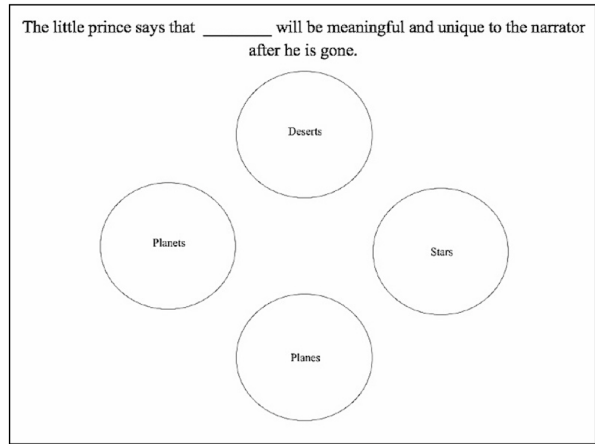 The little prince says that ________ will be meaningful and unique to the narrator
after he is gone.
Deserts
Planets
Stars
Planes